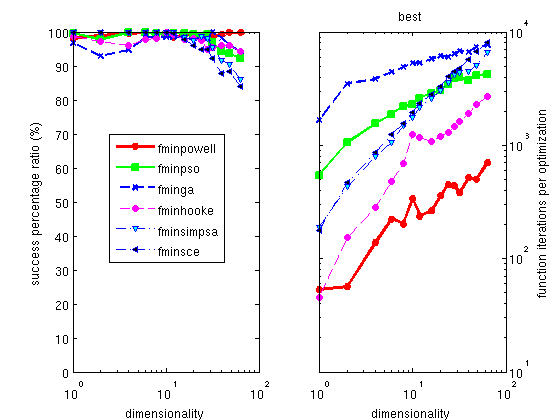 best
100
90
80
70
60
50
40
30
20
10
0
success percentage ratio (%)
fminpowell
fminpso
fminga
fminhooke
fminsimpsa
fminsce
10^0
10^1
10^2
dimensionality
10^4
10^3
10^2
10^1
function iterations per optimization
10^0
10^1
10^2
dimensionality